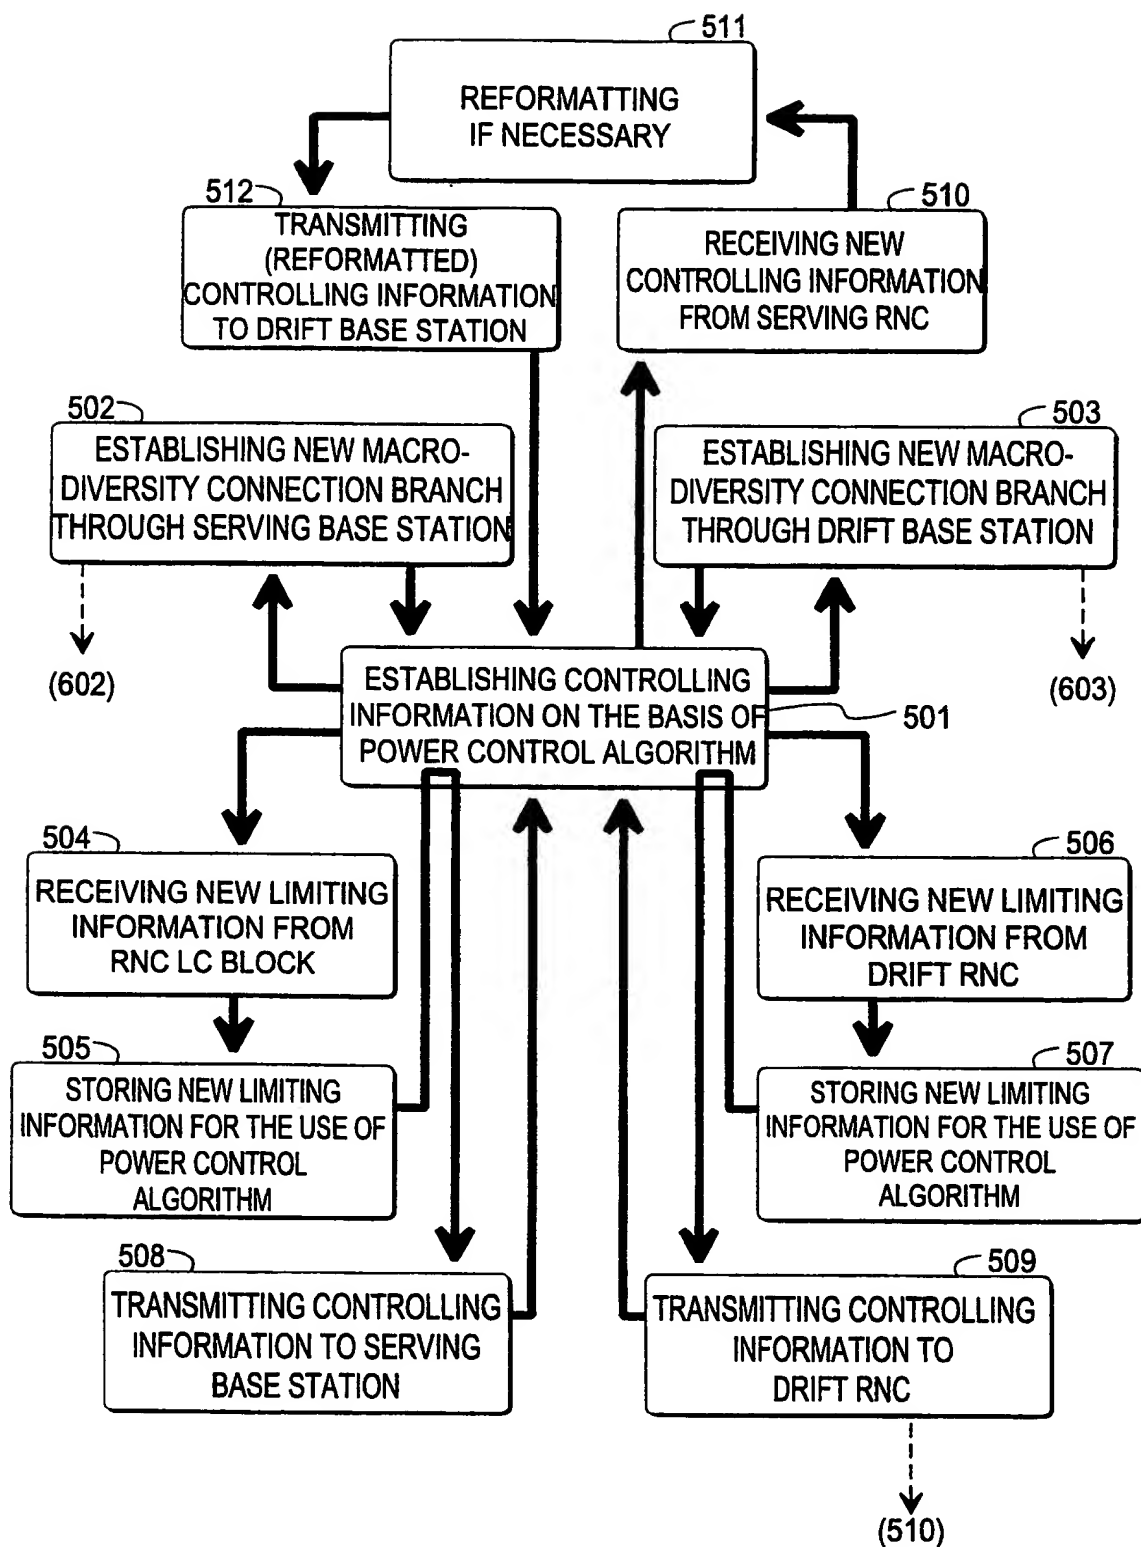 511
REFORMATTING
IF NECESSARY
512
TRANSMITTING
(REFORMATTED)
CONTROLLING INFORMATION
TO DRIFT BASE STATION
510
RECEIVING NEW
CONTROLLING INFORMATION
FROM SERVING RNC
502
ESTABLISHING NEW MACRO-
DIVERSITY CONNECTION BRANCH
THROUGH SERVING BASE STATION
503
ESTABLISHING NEW MACRO-
DIVERSITY CONNECTION BRANCH
THROUGH DRIFT BASE STATION
(602)
(603)
ESTABLISHING CONTROLLING
INFORMATION ON THE BASIS OF
POWER CONTROL ALGORITHM
501
504
RECEIVING NEW LIMITING
INFORMATION FROM
RNC LC BLOCK
506
RECEIVING NEW LIMITING
INFORMATION FROM
DRIFT RNC
505
STORING NEW LIMITING
INFORMATION FOR THE USE OF
POWER CONTROL
ALGORITHM
507
STORING NEW LIMITING
INFORMATION FOR THE USE OF
POWER CONTROL
ALGORITHM
508
TRANSMITTING CONTROLLING
INFORMATION TO SERVING
BASE STATION
509
TRANSMITTING CONTROLLING
INFORMATION TO
DRIFT RNC
(510)